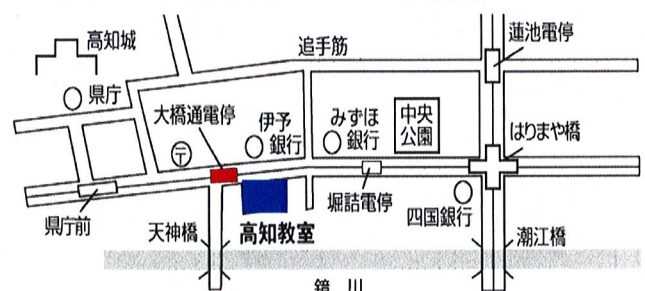 高知城
追手筋
蓮池電停
県庁
大橋通電停
伊予
銀行
みずほ
銀行
中央
公園
はりまや橋
〒
県庁前
天神橋
高知教室
堀詰電停
四国銀行
潮江橋
鏡川